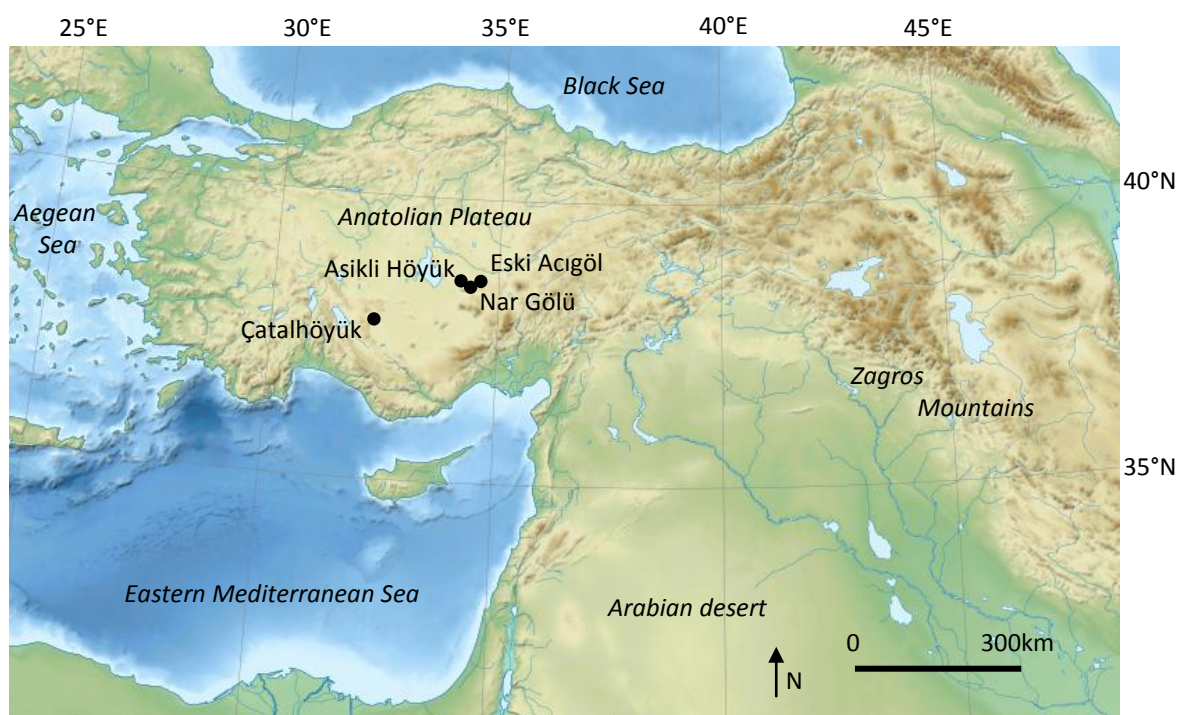 25°E 30°E 35°E 40°E 45°E
Black Sea
40°N
Aegean
Sea
Anatolian Plateau
Asikli Höyük
Eski Acıgöl
Nar Gölü
Çatalhöyük
Zagros
Mountains
35°N
Eastern Mediterranean Sea
Arabian desert
0 300km
N